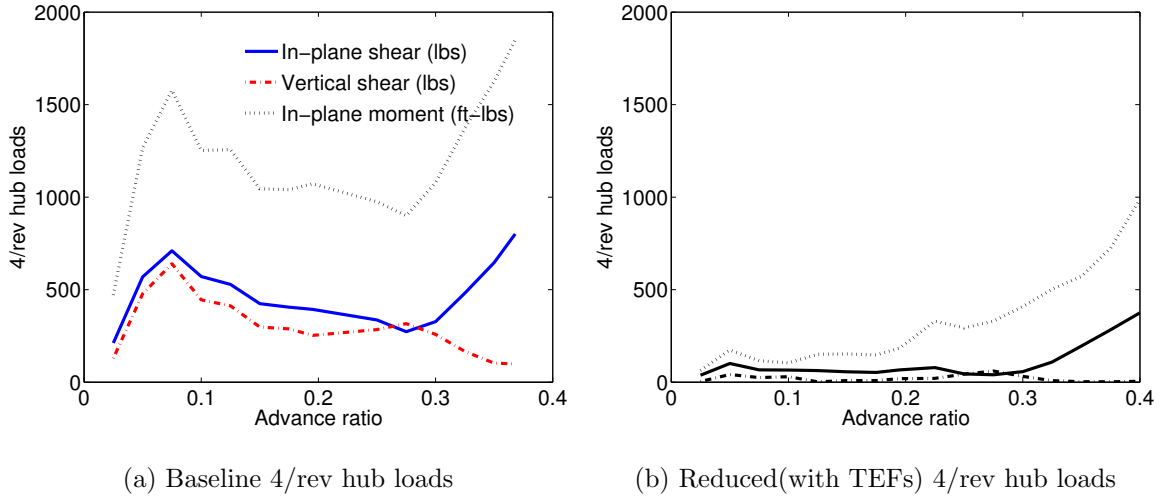 2000
1500
1000
500
0
4/rev hub loads
In−plane shear (lbs)
Vertical shear (lbs)
In−plane moment (ft−lbs)
0 0.1 0.2 0.3 0.4
Advance ratio
(a) Baseline 4/rev hub loads
2000
1500
1000
500
0
4/rev hub loads
0 0.1 0.2 0.3 0.4
Advance ratio
(b) Reduced(with TEFs) 4/rev hub loads